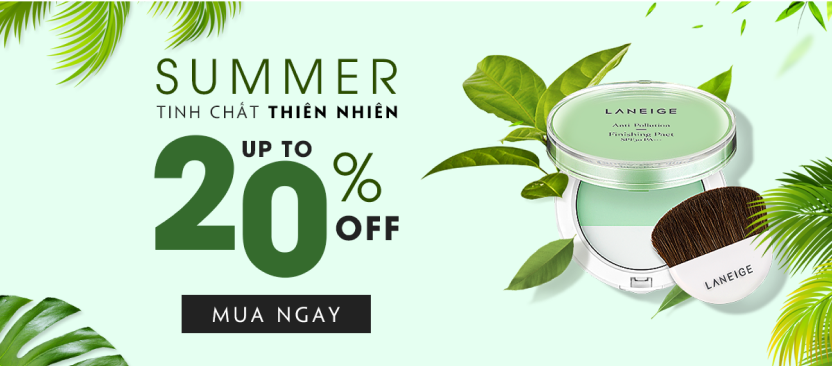 SUMMER
TINH CHẤT THIÊN NHIÊN
UP TO
20%
OFF
MUA NGAY
LANEIGE
Anti Pollution
Finishing Pact
LANEIGE